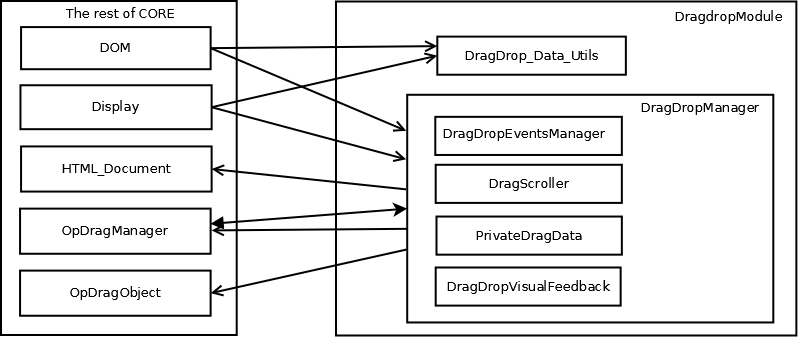 The rest of CORE
DOM
Display
HTML_Document
OpDragManager
OpDragObject
DragdropModule
DragDrop_Data_Utils
DragDropManager
DragDropEventsManager
DragScroller
PrivateDragData
DragDropVisualFeedback